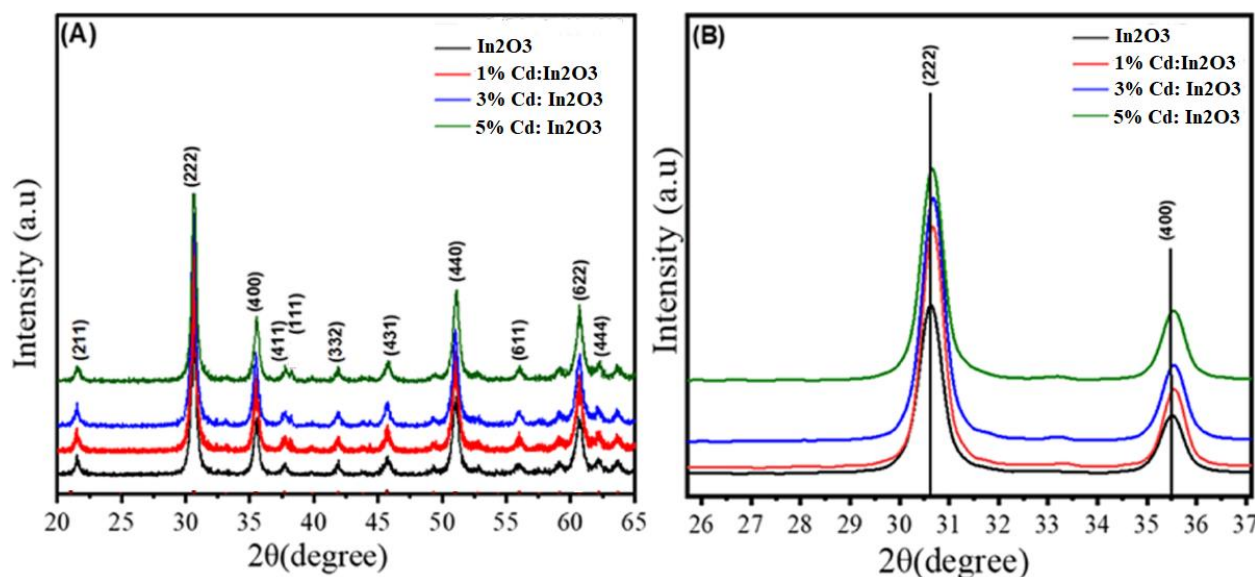 (A)
In2O3
1% Cd:In2O3
3% Cd: In2O3
5% Cd: In2O3
(211)
(222)
(400)
(411)
(111)
(332)
(431)
(440)
(611)
(622)
(444)
Intensity (a.u)
20 25 30 35 40 45 50 55 60 65
2θ(degree)
(B)
In2O3
1% Cd:In2O3
3% Cd: In2O3
5% Cd: In2O3
(222)
(400)
Intensity (a.u)
26 27 28 29 30 31 32 33 34 35 36 37
2θ(degree)